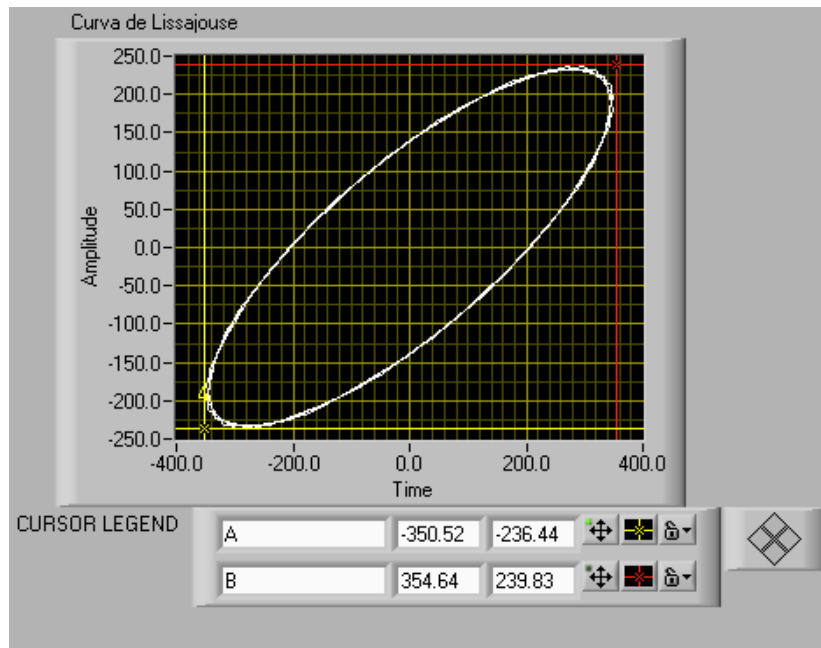 Curva de Lissajouse
250.0
200.0
150.0
100.0
50.0
0.0
-50.0
-100.0
-150.0
-200.0
-250.0
Amplitude
-400.0 -200.0 0.0 200.0 400.0
Time
CURSOR LEGEND
A -350.52 -236.44
B 354.64 239.83